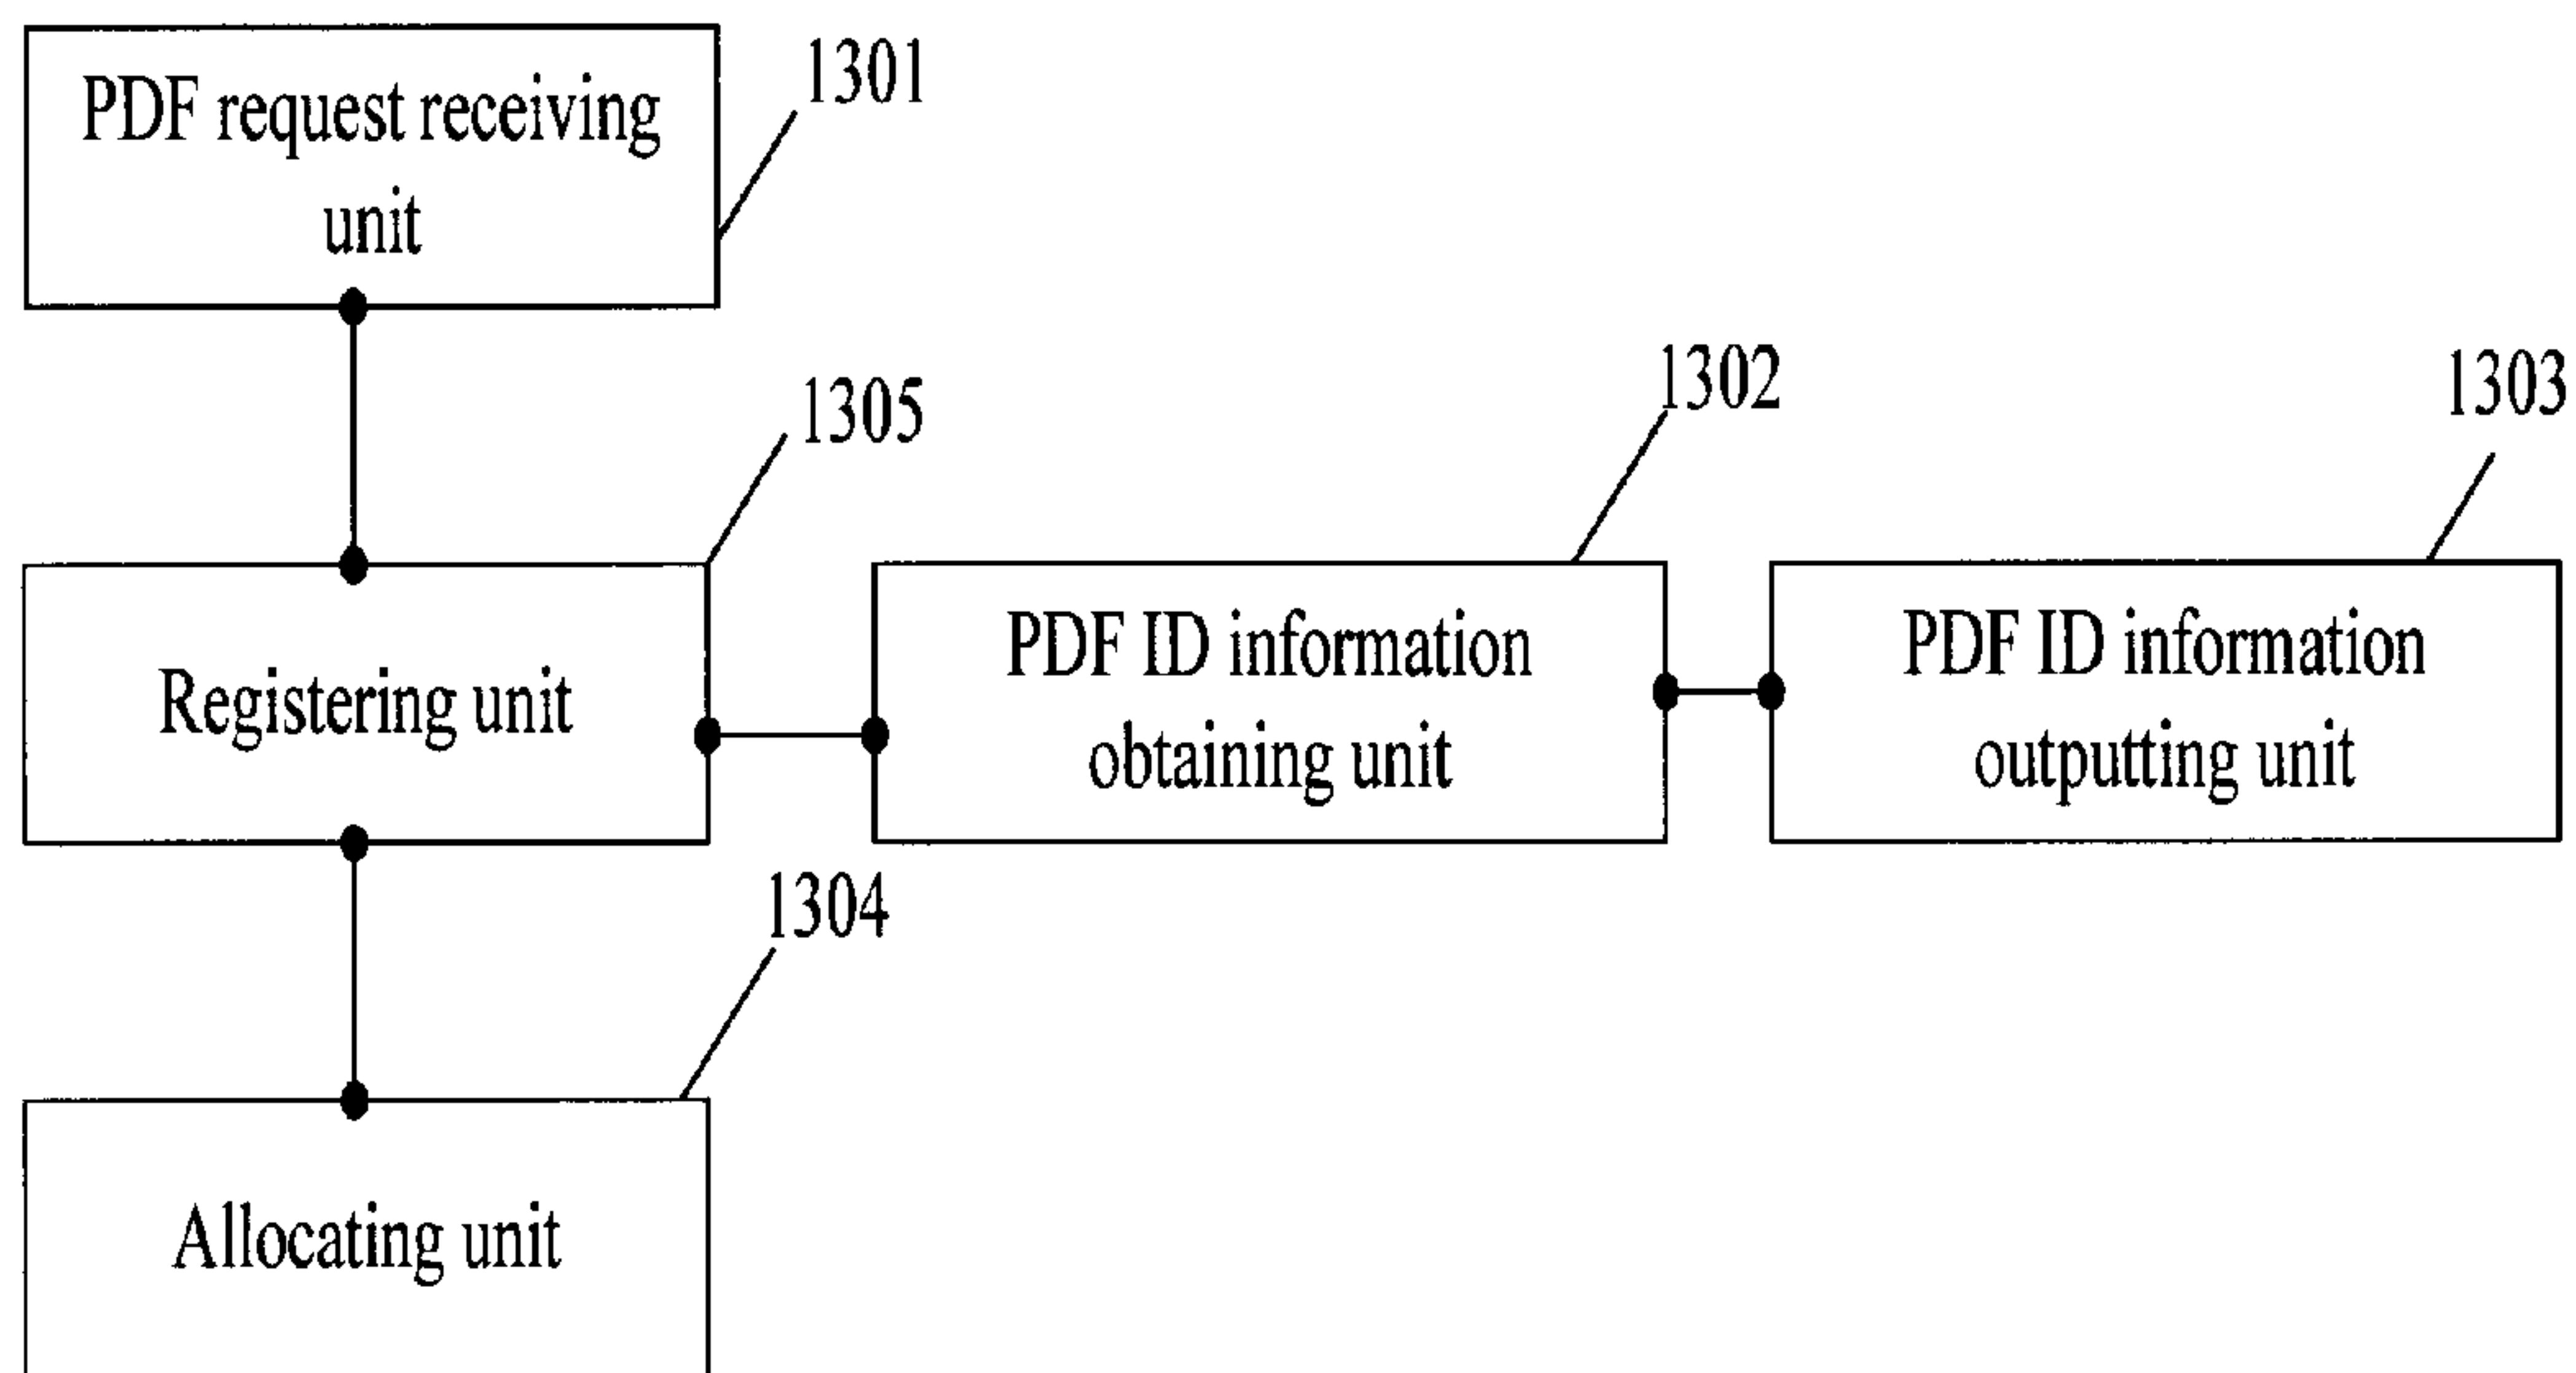 PDF request receiving
unit
1301
1305
Registering unit
1302
PDF ID information
obtaining unit
1303
PDF ID information
outputting unit
1304
Allocating unit